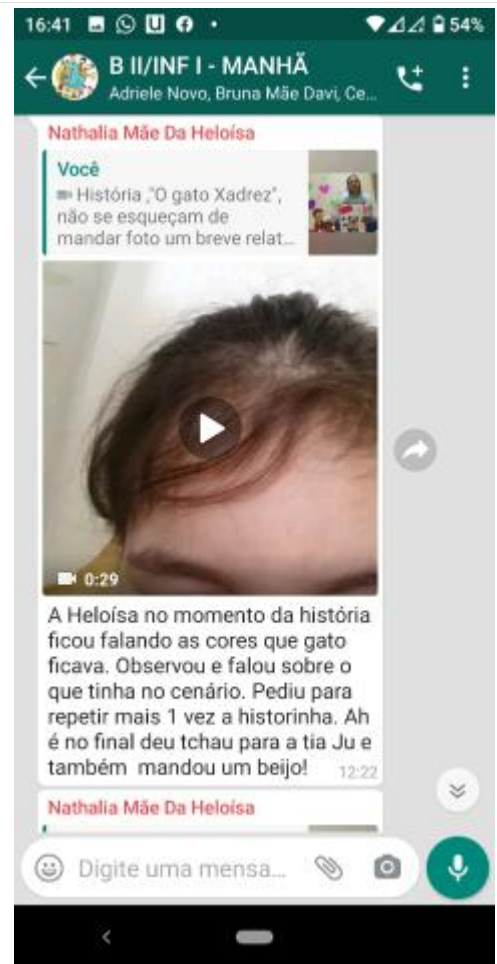 16:41
54%
B II/INF I - MANHÃ
Adriele Novo, Bruna Mãe Davi, Ce...
Nathalia Mãe Da Heloísa
Você
História ,"O gato Xadrez",
não se esqueçam de
mandar foto um breve relat...
0:29
A Heloísa no momento da história
ficou falando as cores que gato
ficava. Observou e falou sobre o
que tinha no cenário. Pediu para
repetir mais 1 vez a historinha. Ah
é no final deu tchau para a tia Ju e
também mandou um beijo!
12:22
Nathalia Mãe Da Heloísa
Digite uma mensa...